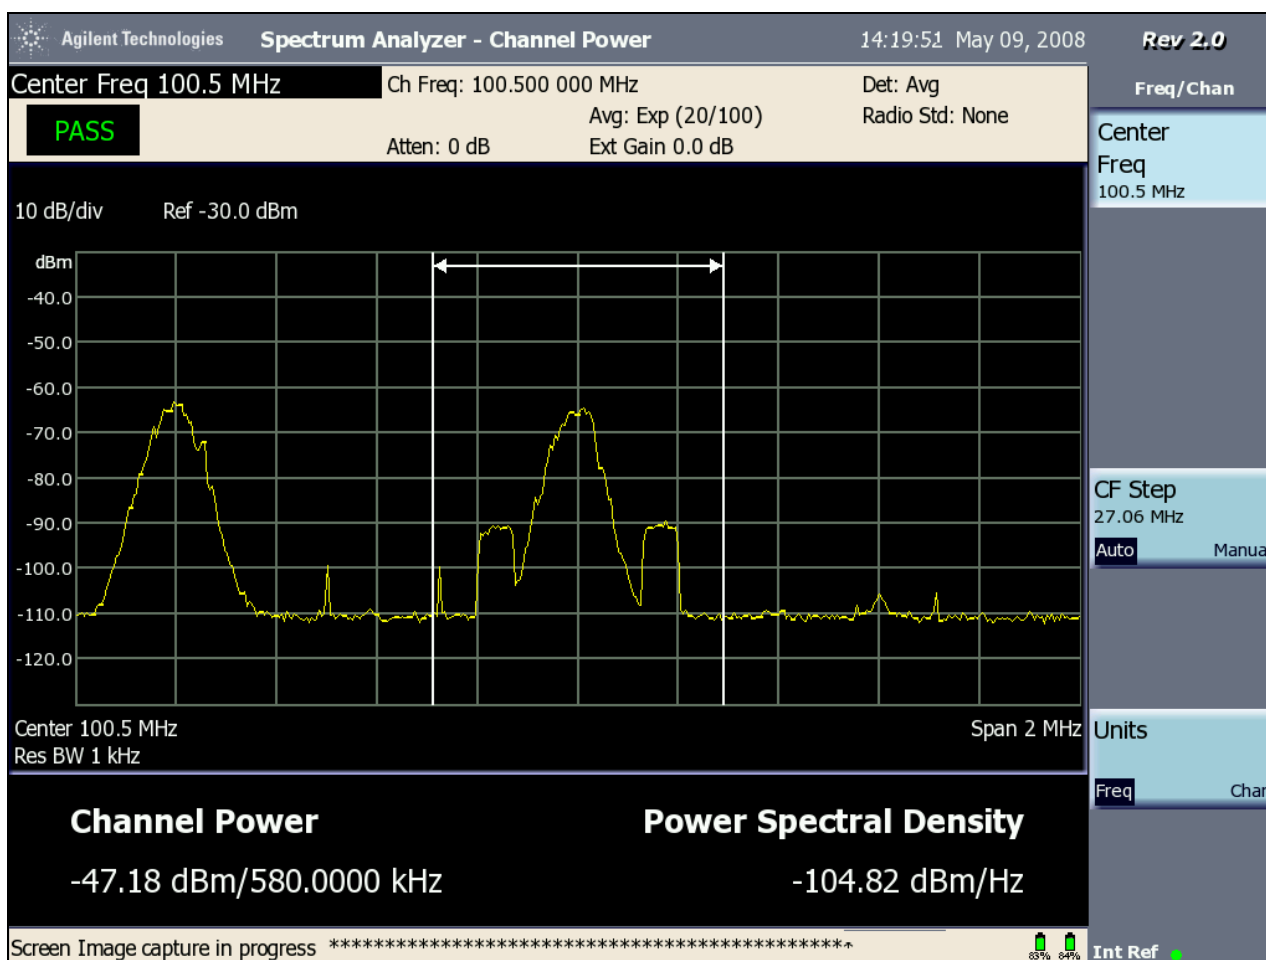 Agilent Technologies Spectrum Analyzer - Channel Power 14:19:51 May 09, 2008 Rev 2.0
Center Freq 100.5 MHz Ch Freq: 100.500 000 MHz Det: Avg Freq/Chan
PASS Avg: Exp (20/100) Radio Std: None
Atten: 0 dB Ext Gain 0.0 dB
Center
Freq
100.5 MHz
10 dB/div Ref -30.0 dBm
dBm
-40.0
-50.0
-60.0
-70.0
-80.0
-90.0
-100.0
-110.0
-120.0
CF Step
27.06 MHz
Auto Manua
Center 100.5 MHz Span 2 MHz
Res BW 1 kHz
Units
Freq Char
Channel Power Power Spectral Density
-47.18 dBm/580.0000 kHz -104.82 dBm/Hz
Screen Image capture in progress ************************************************* 83% 84% Int Ref